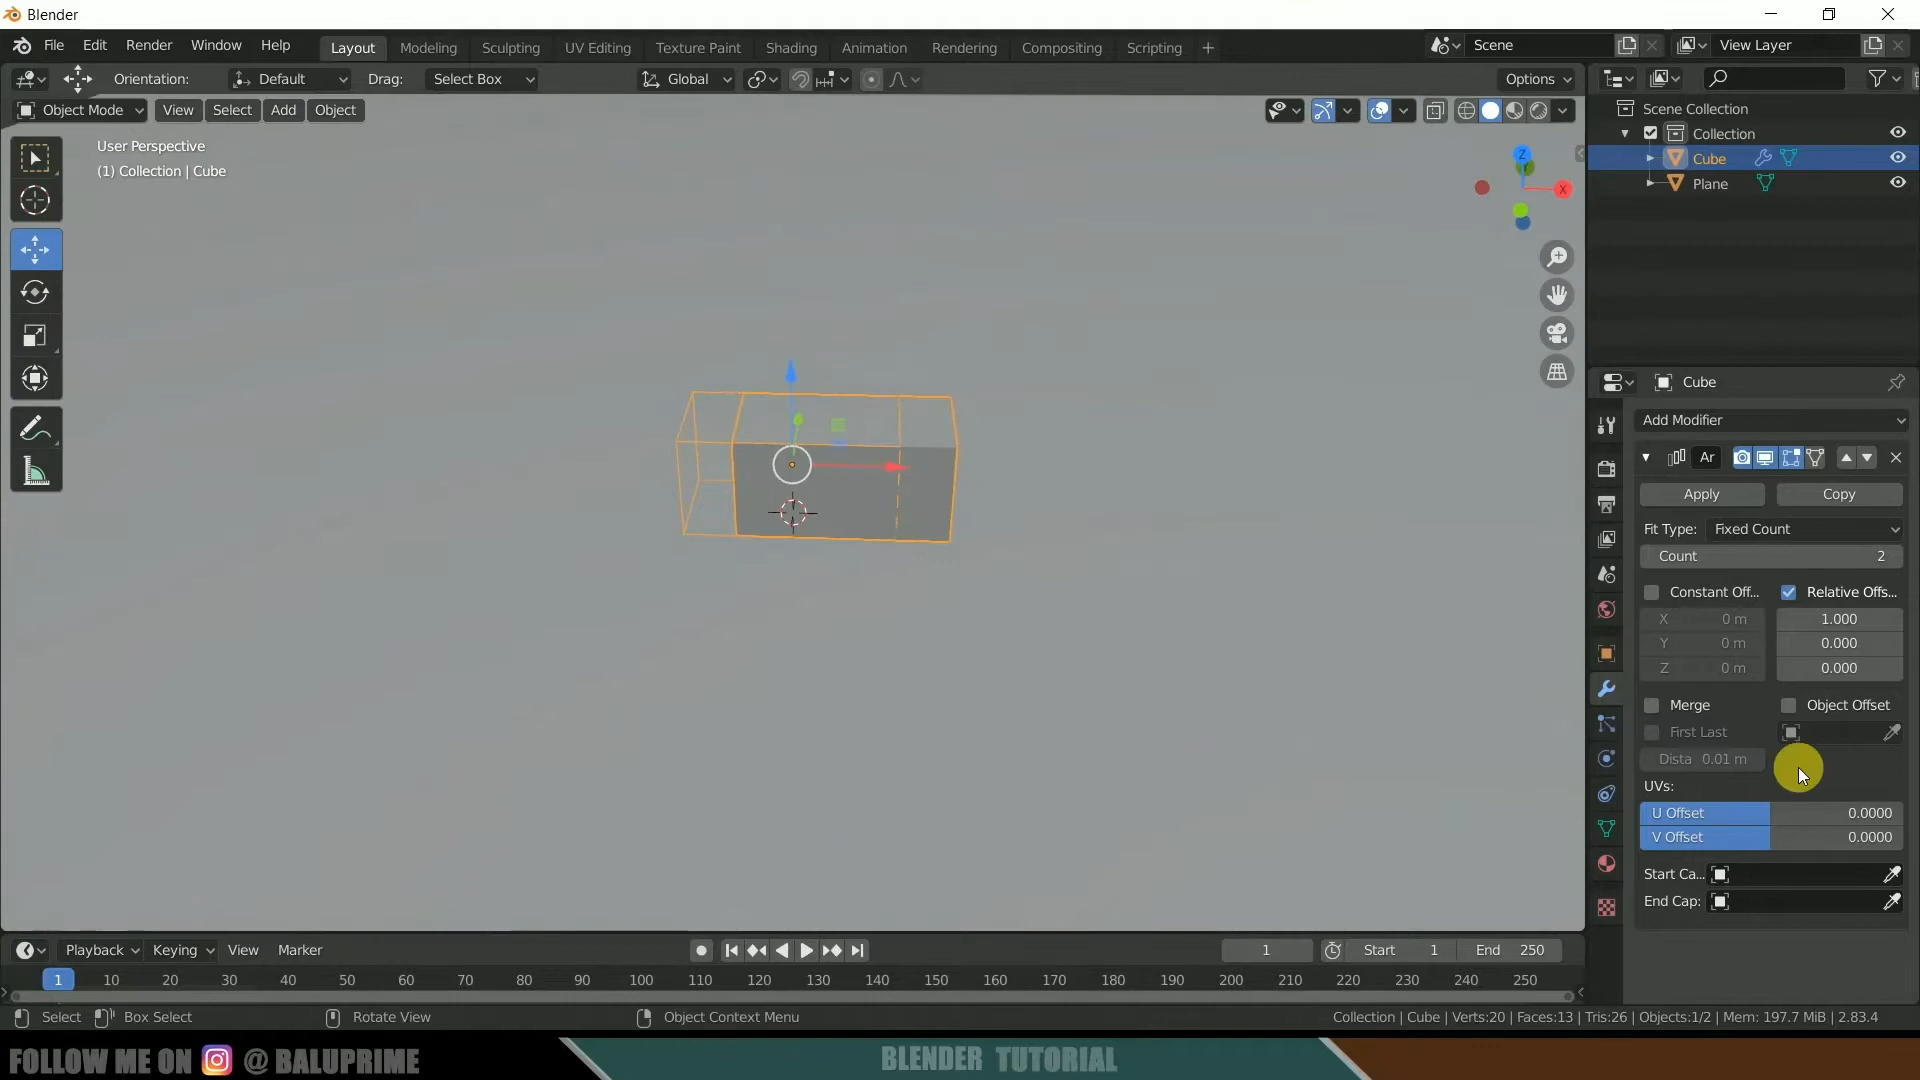 Blender
File Edit Render Window Help Layout Modeling Sculpting UV Editing Texture Paint Shading Animation Rendering Compositing Scripting + Scene View Layer
Orientation: Default Drag: Select Box Global Options
Object Mode View Select Add Object
Scene Collection
Collection
Cube
Plane
User Perspective
(1) Collection | Cube
Z
X
Cube
Add Modifier
Ar
Apply Copy
Fit Type: Fixed Count
Count 2
Constant Off... Relative Offs...
X 0 m 1.000
Y 0 m 0.000
Z 0 m 0.000
Merge Object Offset
First Last
Dista 0.01 m
UVs:
U Offset 0.0000
V Offset 0.0000
Start Ca...
End Cap:
Playback Keying View Marker 1 Start 1 End 250
1 10 20 30 40 50 60 70 80 90 100 110 120 130 140 150 160 170 180 190 200 210 220 230 240 250
Select Box Select Rotate View Object Context Menu Collection | Cube | Verts:20 | Faces:13 | Tris:26 | Objects:1/2 | Mem: 197.7 MiB | 2.83.4
FOLLOW ME ON @ BALUPRIME BLENDER TUTORIAL